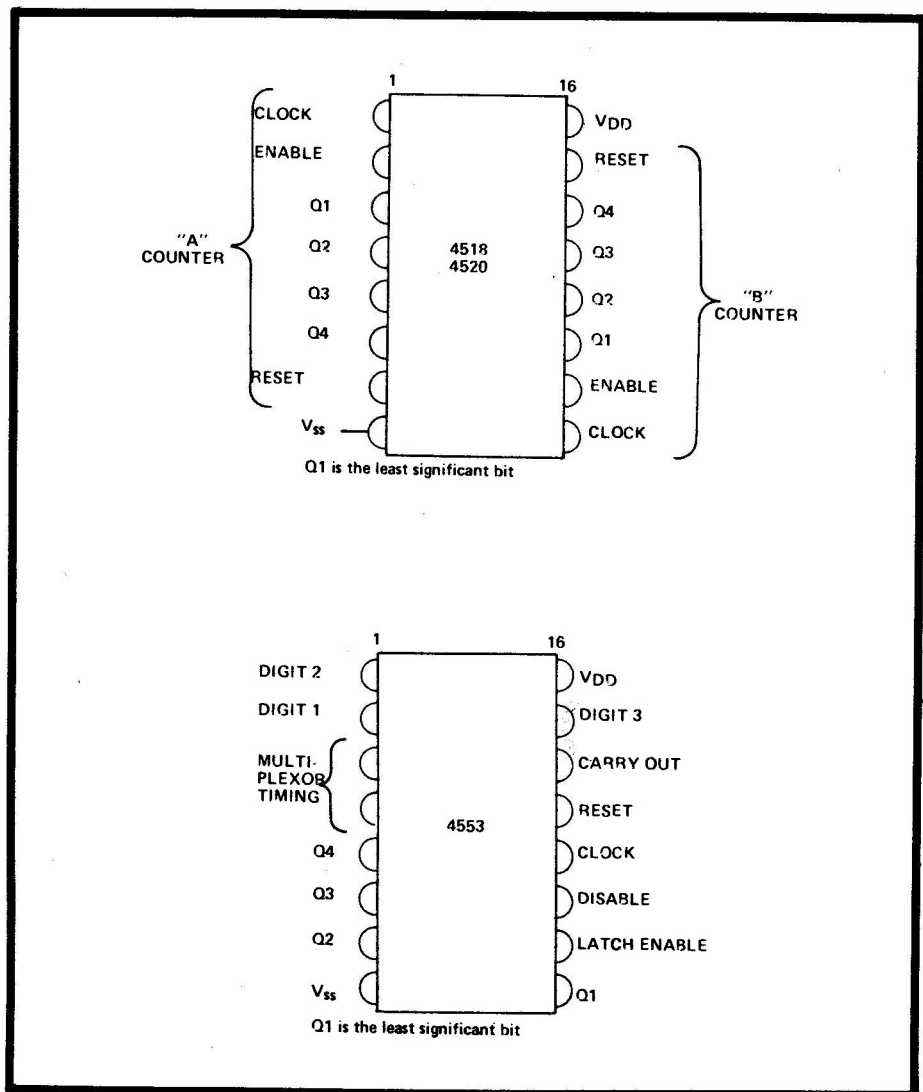 1 16
CLOCK VDD
ENABLE RESET
Q1 Q4
Q2 Q3
"A"
COUNTER
4518
4520
Q3 Q2
"B"
COUNTER
Q4 Q1
RESET ENABLE
Vss CLOCK
Q1 is the least significant bit
1 16
DIGIT 2 VDD
DIGIT 1 DIGIT 3
MULTI-
PLEXOR
TIMING
CARRY OUT
RESET
4553
Q4 CLOCK
Q3 DISABLE
Q2 LATCH ENABLE
Vss Q1
Q1 is the least significant bit